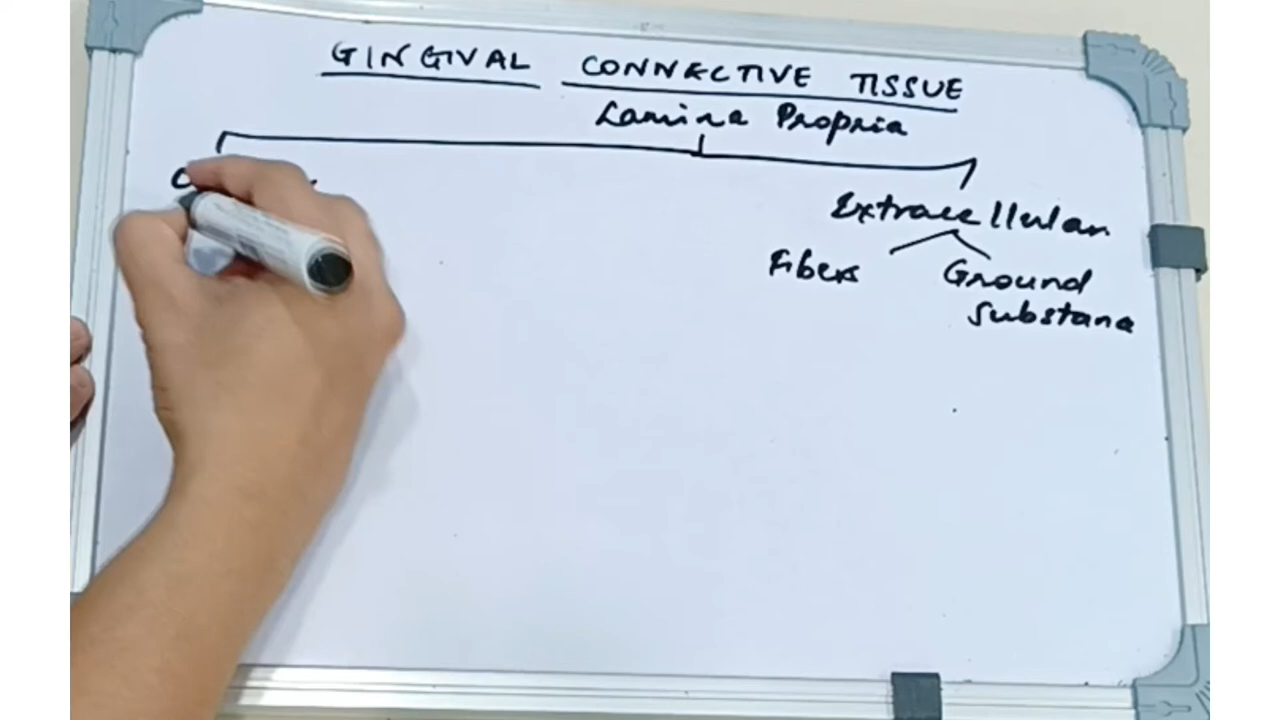 GINGIVAL CONNECTIVE TISSUE
Lamina Propria
Extracellular
Fibers
Ground
Substance